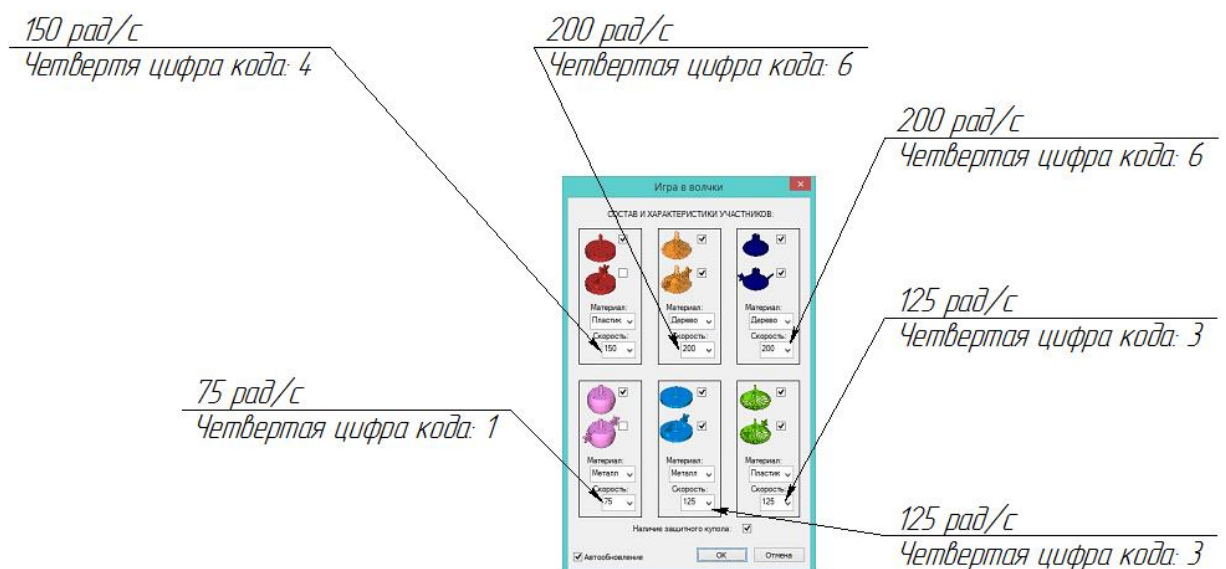 150 рад/с
Четвертя цифра кода: 4
200 рад/с
Четвертая цифра кода: 6
200 рад/с
Четвертая цифра кода: 6
Игра в волчки
СОСТАВ И ХАРАКТЕРИСТИКИ УЧАСТНИКОВ:
Материал: Материал: Материал:
Пластик Дерево Дерево
Скорость: Скорость: Скорость:
150 200 200
125 рад/с
Четвертая цифра кода: 3
75 рад/с
Четвертая цифра кода: 1
Материал: Материал: Материал:
Металл Металл Пластик
Скорость: Скорость: Скорость:
75 125 125
Наличие защитного купола:
125 рад/с
Четвертая цифра кода: 3
Автообновление ОК Отмена